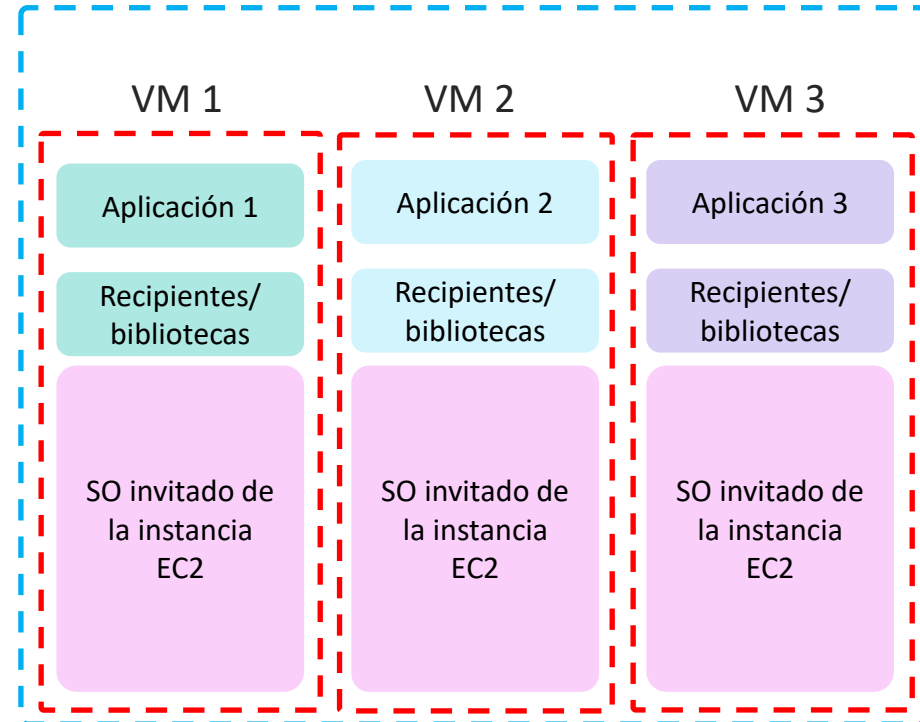 VM 1
VM 2
VM 3
Aplicación 1
Aplicación 2
Aplicación 3
Recipientes/
bibliotecas
Recipientes/
bibliotecas
Recipientes/
bibliotecas
SO invitado de
la instancia
EC2
SO invitado de
la instancia
EC2
SO invitado de
la instancia
EC2